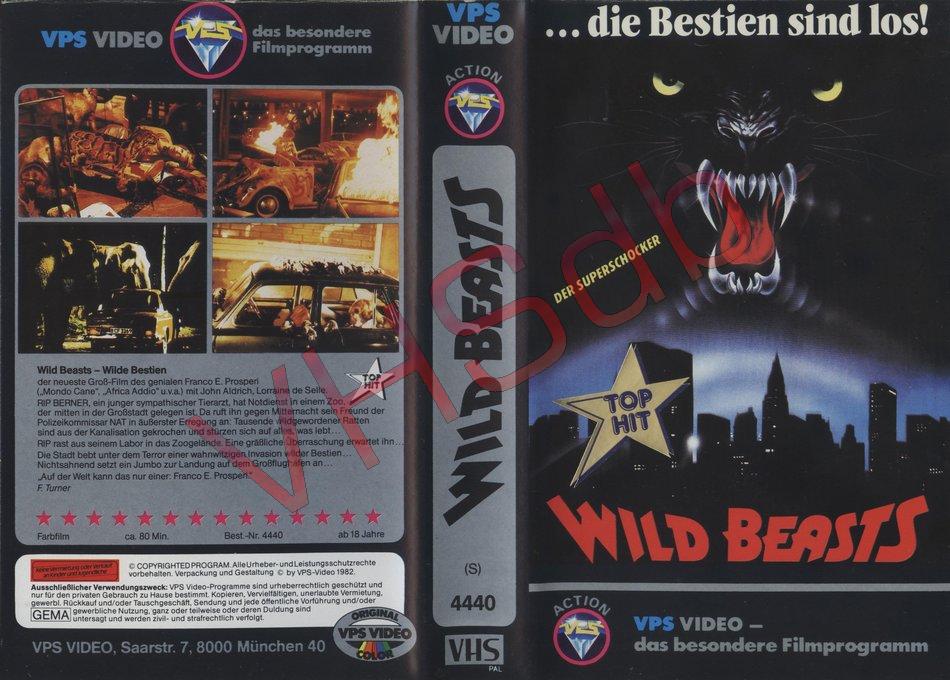 VPS VIDEO
VPS
das besondere
Filmprogramm
Wild Beasts – Wilde Bestien
der neueste Groß-Film des genialen Franco E. Prosperi
(„Mondo Cane", „Africa Addio" u.v.a.) mit John Aldrich, Lorraine de Selle.
RIP BERNER, ein junger sympathischer Tierarzt, hat Notdienst in einem Zoo,
der mitten in der Großstadt gelegen ist. Da ruft ihn gegen Mitternacht sein Freund der
Polizeikommissar NAT in äußerster Erregung an: Tausende wildgewordener Ratten
sind aus der Kanalisation gekrochen und stürzen sich auf alles, was lebt...
RIP rast aus seinem Labor in das Zoogelände. Eine gräßliche Überraschung erwartet ihn...
Die Stadt bebt unter dem Terror einer wahnwitzigen Invasion wilder Bestien...
Nichtsahnend setzt ein Jumbo zur Landung auf dem Großflughafen an...
„Auf der Welt kann das nur einer: Franco E. Prosperi."
F. Turner
TOP
HIT
Farbfilm ca. 80 Min. Best.-Nr. 4440 ab 18 Jahre
Keine Vermietung oder Verkauf
an Kinder und Jugendliche
© COPYRIGHTED PROGRAM. Alle Urheber- und Leistungsschutzrechte
vorbehalten. Verpackung und Gestaltung © by VPS-Video 1982.
Ausschließlicher Verwendungszweck: VPS Video-Programme sind urheberrechtlich geschützt und
nur für den privaten Gebrauch zu Hause bestimmt. Kopieren, Vervielfältigen, unerlaubte Vermietung,
gewerbl. Rückkauf und/oder Tauschgeschäft, Sendung und jede öffentliche Vorführung und/oder
GEMA gewerbliche Nutzung, ganz oder teilweise oder deren Duldung sind
untersagt und werden zivil- und strafrechtlich verfolgt.
VPS VIDEO, Saarstr. 7, 8000 München 40
ORIGINAL
VPS VIDEO
COLOR
VPS
VIDEO
ACTION
VPS
WILD BEASTS
(S)
4440
VHS
PAL
... die Bestien sind los!
DER SUPERSCHOCKER
TOP
HIT
WILD BEASTS
ACTION
VPS
VPS VIDEO –
das besondere Filmprogramm
VHSdb